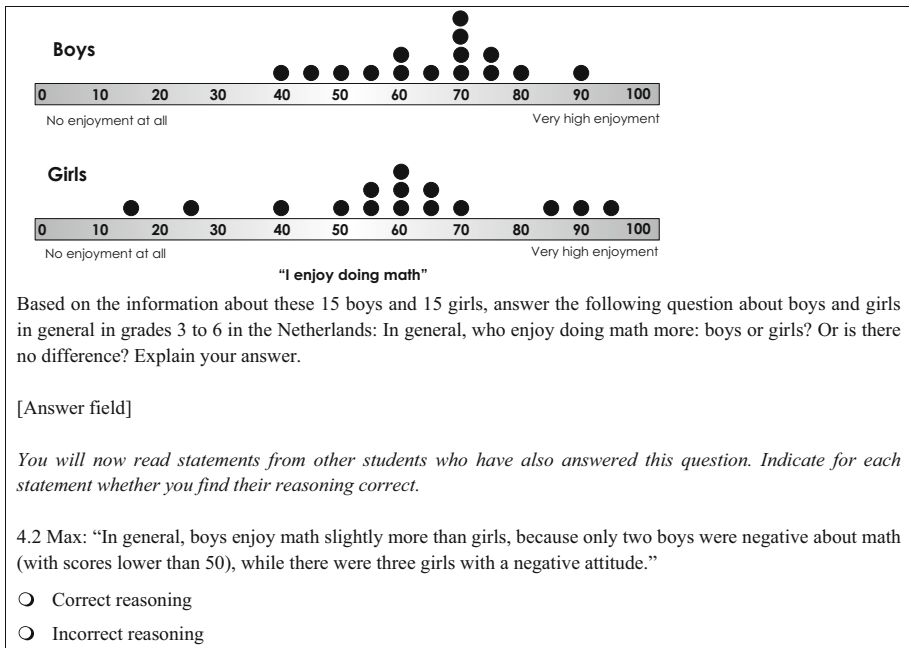 Boys
0 10 20 30 40 50 60 70 80 90 100
No enjoyment at all Very high enjoyment
Girls
0 10 20 30 40 50 60 70 80 90 100
No enjoyment at all Very high enjoyment
“I enjoy doing math”
Based on the information about these 15 boys and 15 girls, answer the following question about boys and girls
in general in grades 3 to 6 in the Netherlands: In general, who enjoy doing math more: boys or girls? Or is there
no difference? Explain your answer.
[Answer field]
You will now read statements from other students who have also answered this question. Indicate for each
statement whether you find their reasoning correct.
4.2 Max: “In general, boys enjoy math slightly more than girls, because only two boys were negative about math
(with scores lower than 50), while there were three girls with a negative attitude.”
Correct reasoning
Incorrect reasoning